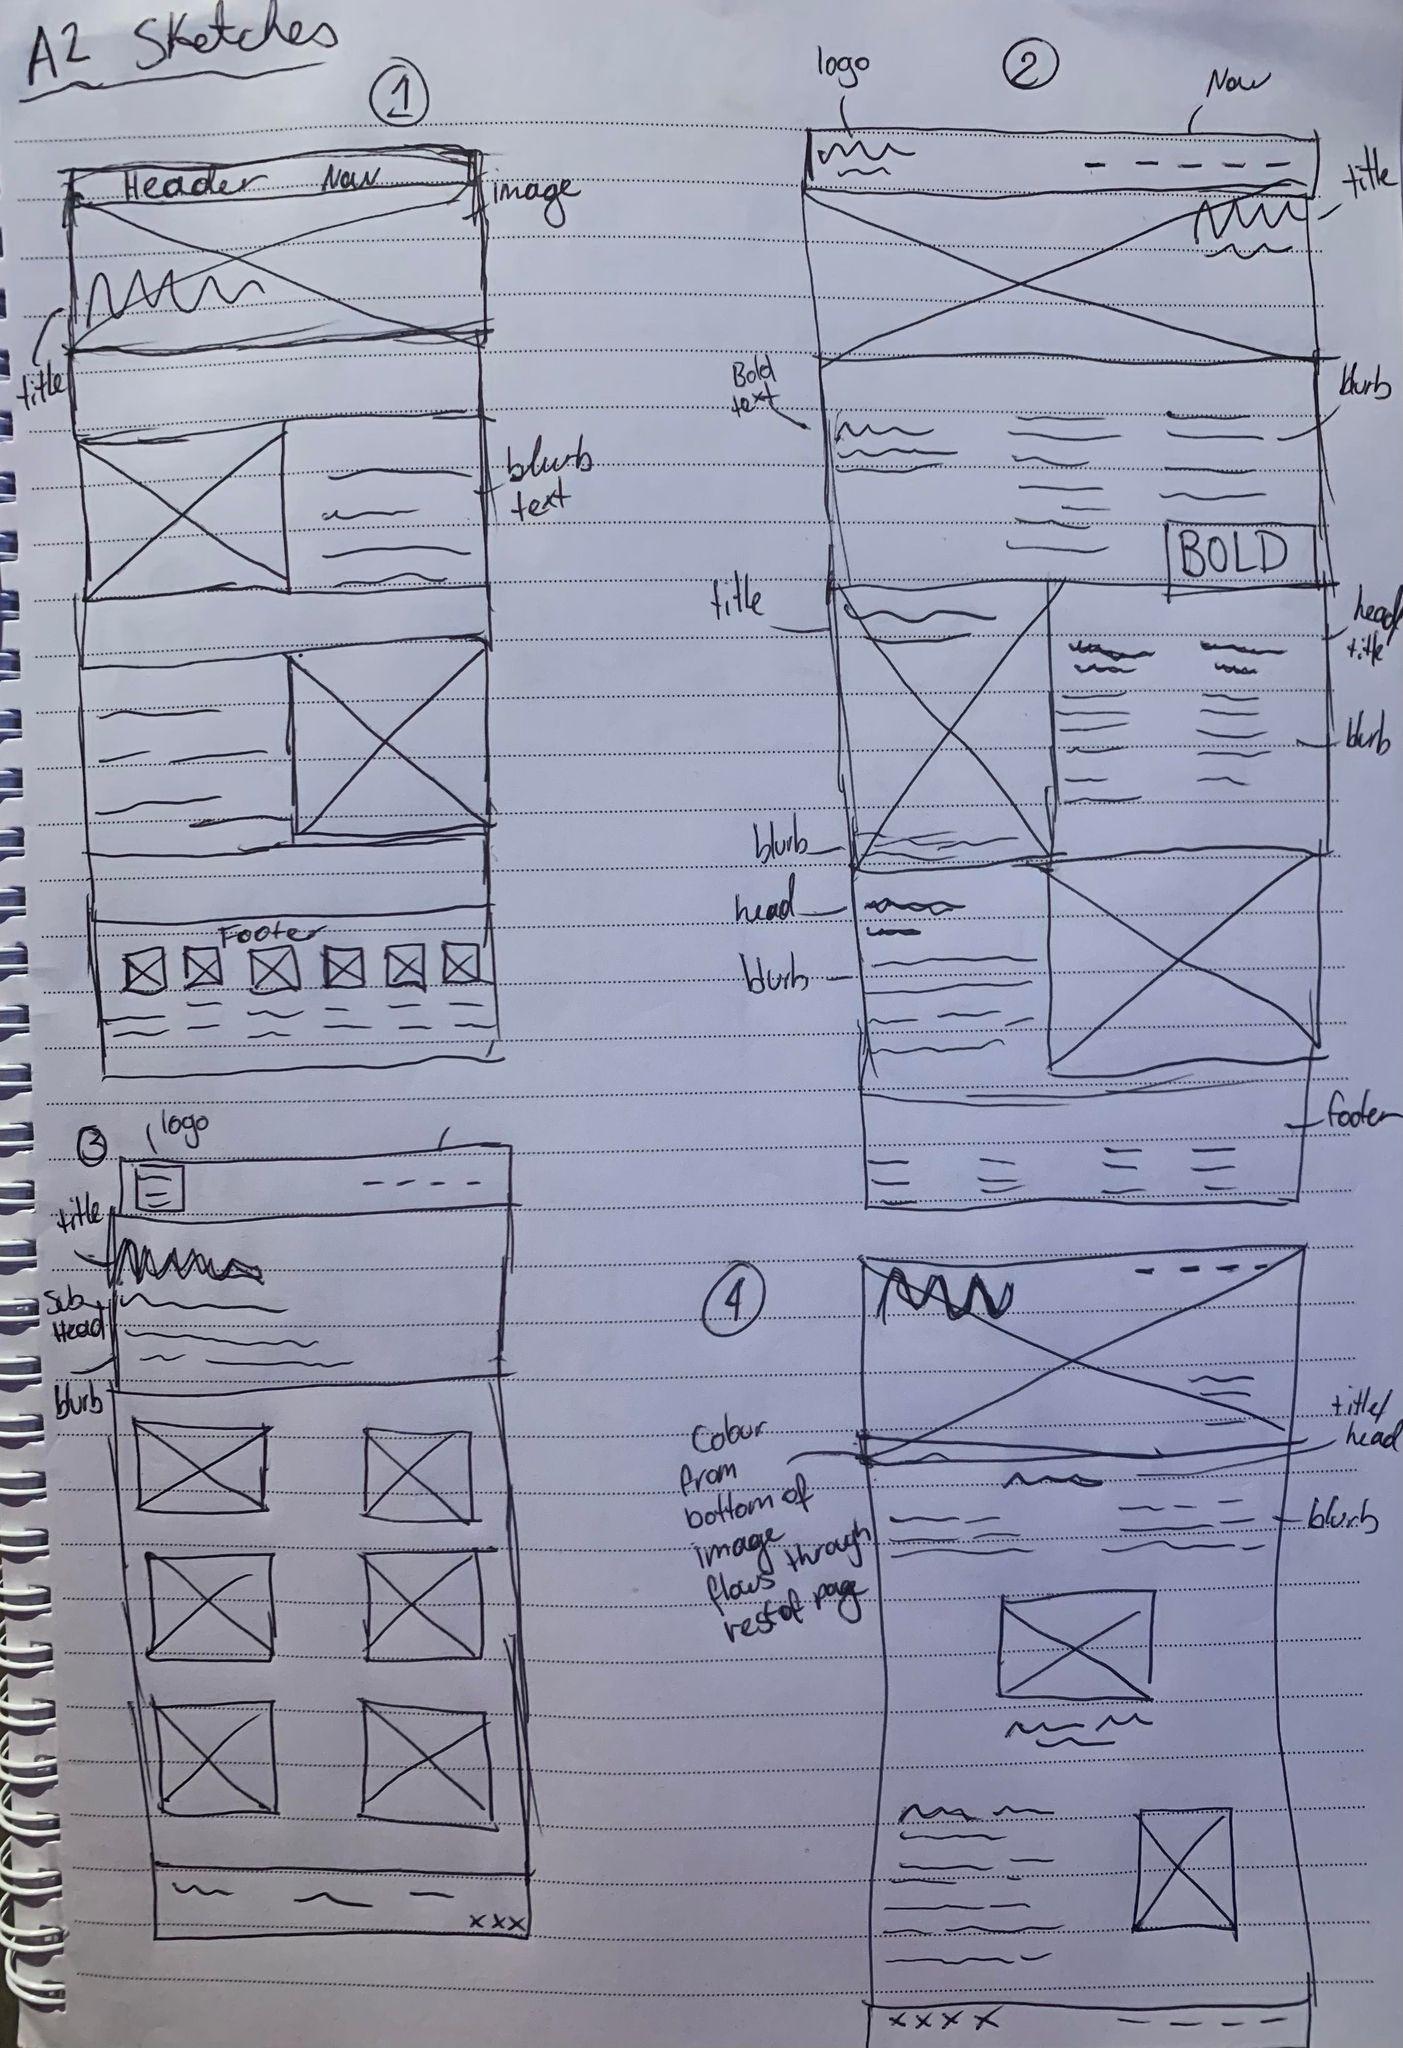 A2 Sketches
1
Header Nav
image
title
blurb
text
Footer
2
logo
Nav
title
Bold
text
blurb
BOLD
title
head
title
blurb
blurb
head
blurb
footer
3
logo
title
Sub
Head
blurb
xxx
4
Colour
from
bottom of
image
flows through
rest of page
title/
head
blurb
xxxx